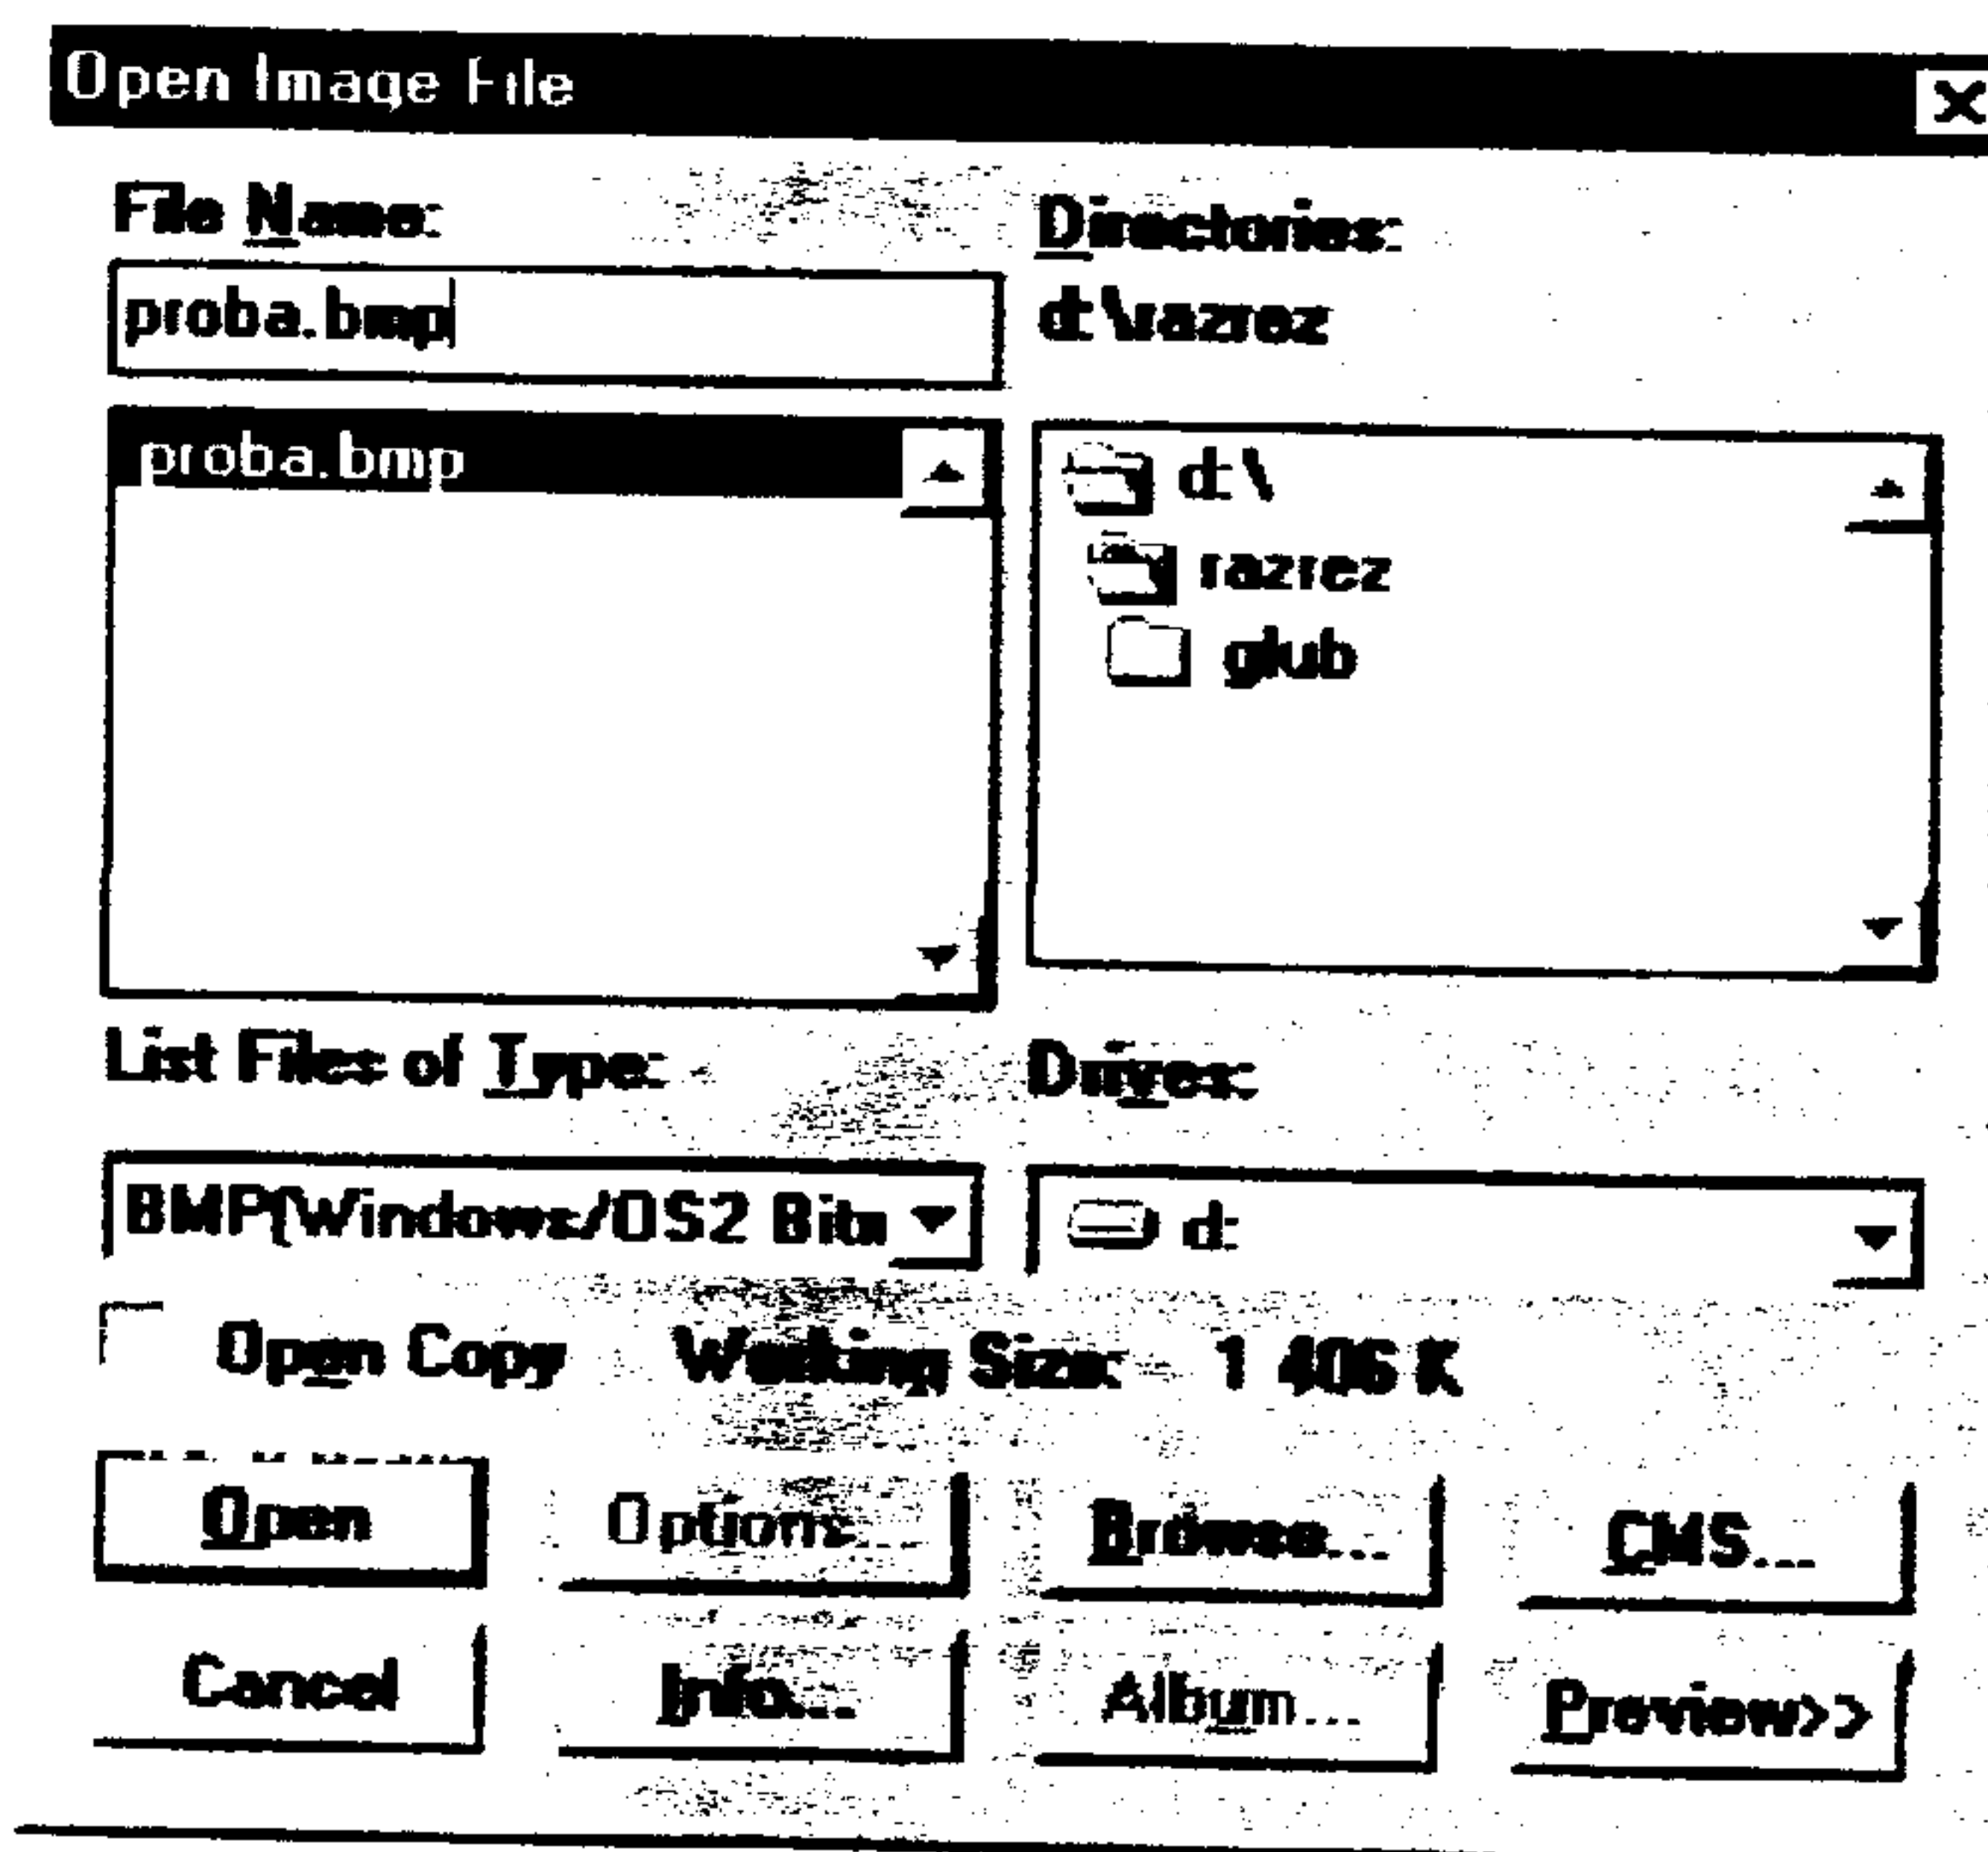 Open Image File
File Name:
proba.bmp
proba.bmp
Directories:
d:\razrez
d:\
razrez
glub
List Files of Type:
BMP(Windows/OS2 Bitm
Drives:
d:
Open Copy Working Size: 1 406 K
Open Options... Browse... CMS...
Cancel Info... Album... Preview>>